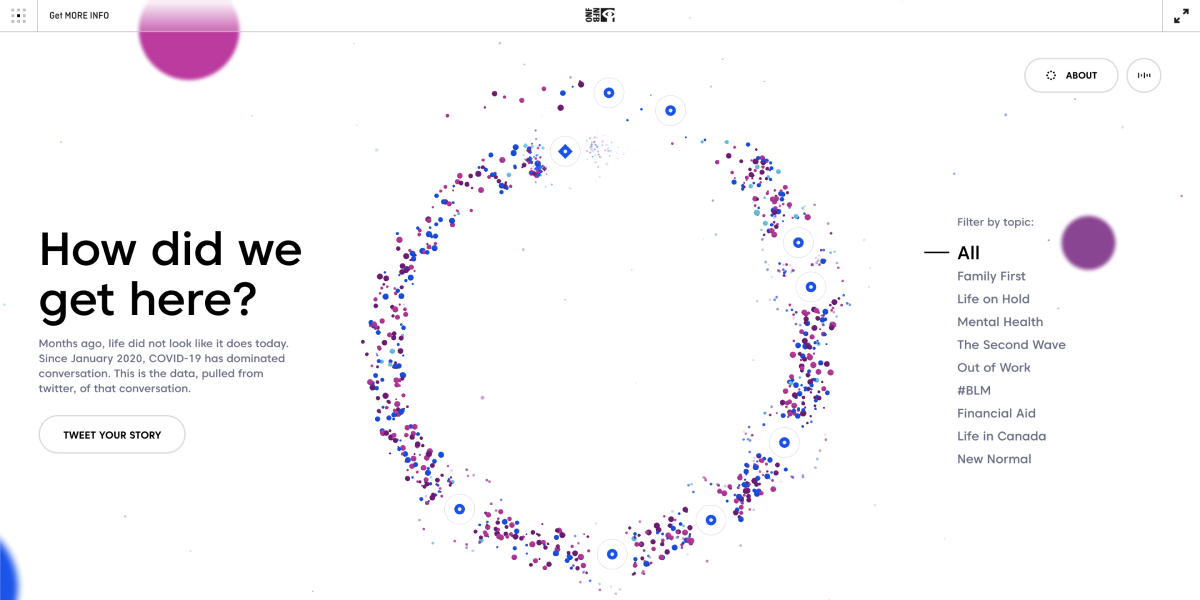 Get MORE INFO
NFB
ONF
ABOUT
How did we
get here?
Months ago, life did not look like it does today.
Since January 2020, COVID-19 has dominated
conversation. This is the data, pulled from
twitter, of that conversation.
TWEET YOUR STORY
Filter by topic:
All
Family First
Life on Hold
Mental Health
The Second Wave
Out of Work
#BLM
Financial Aid
Life in Canada
New Normal